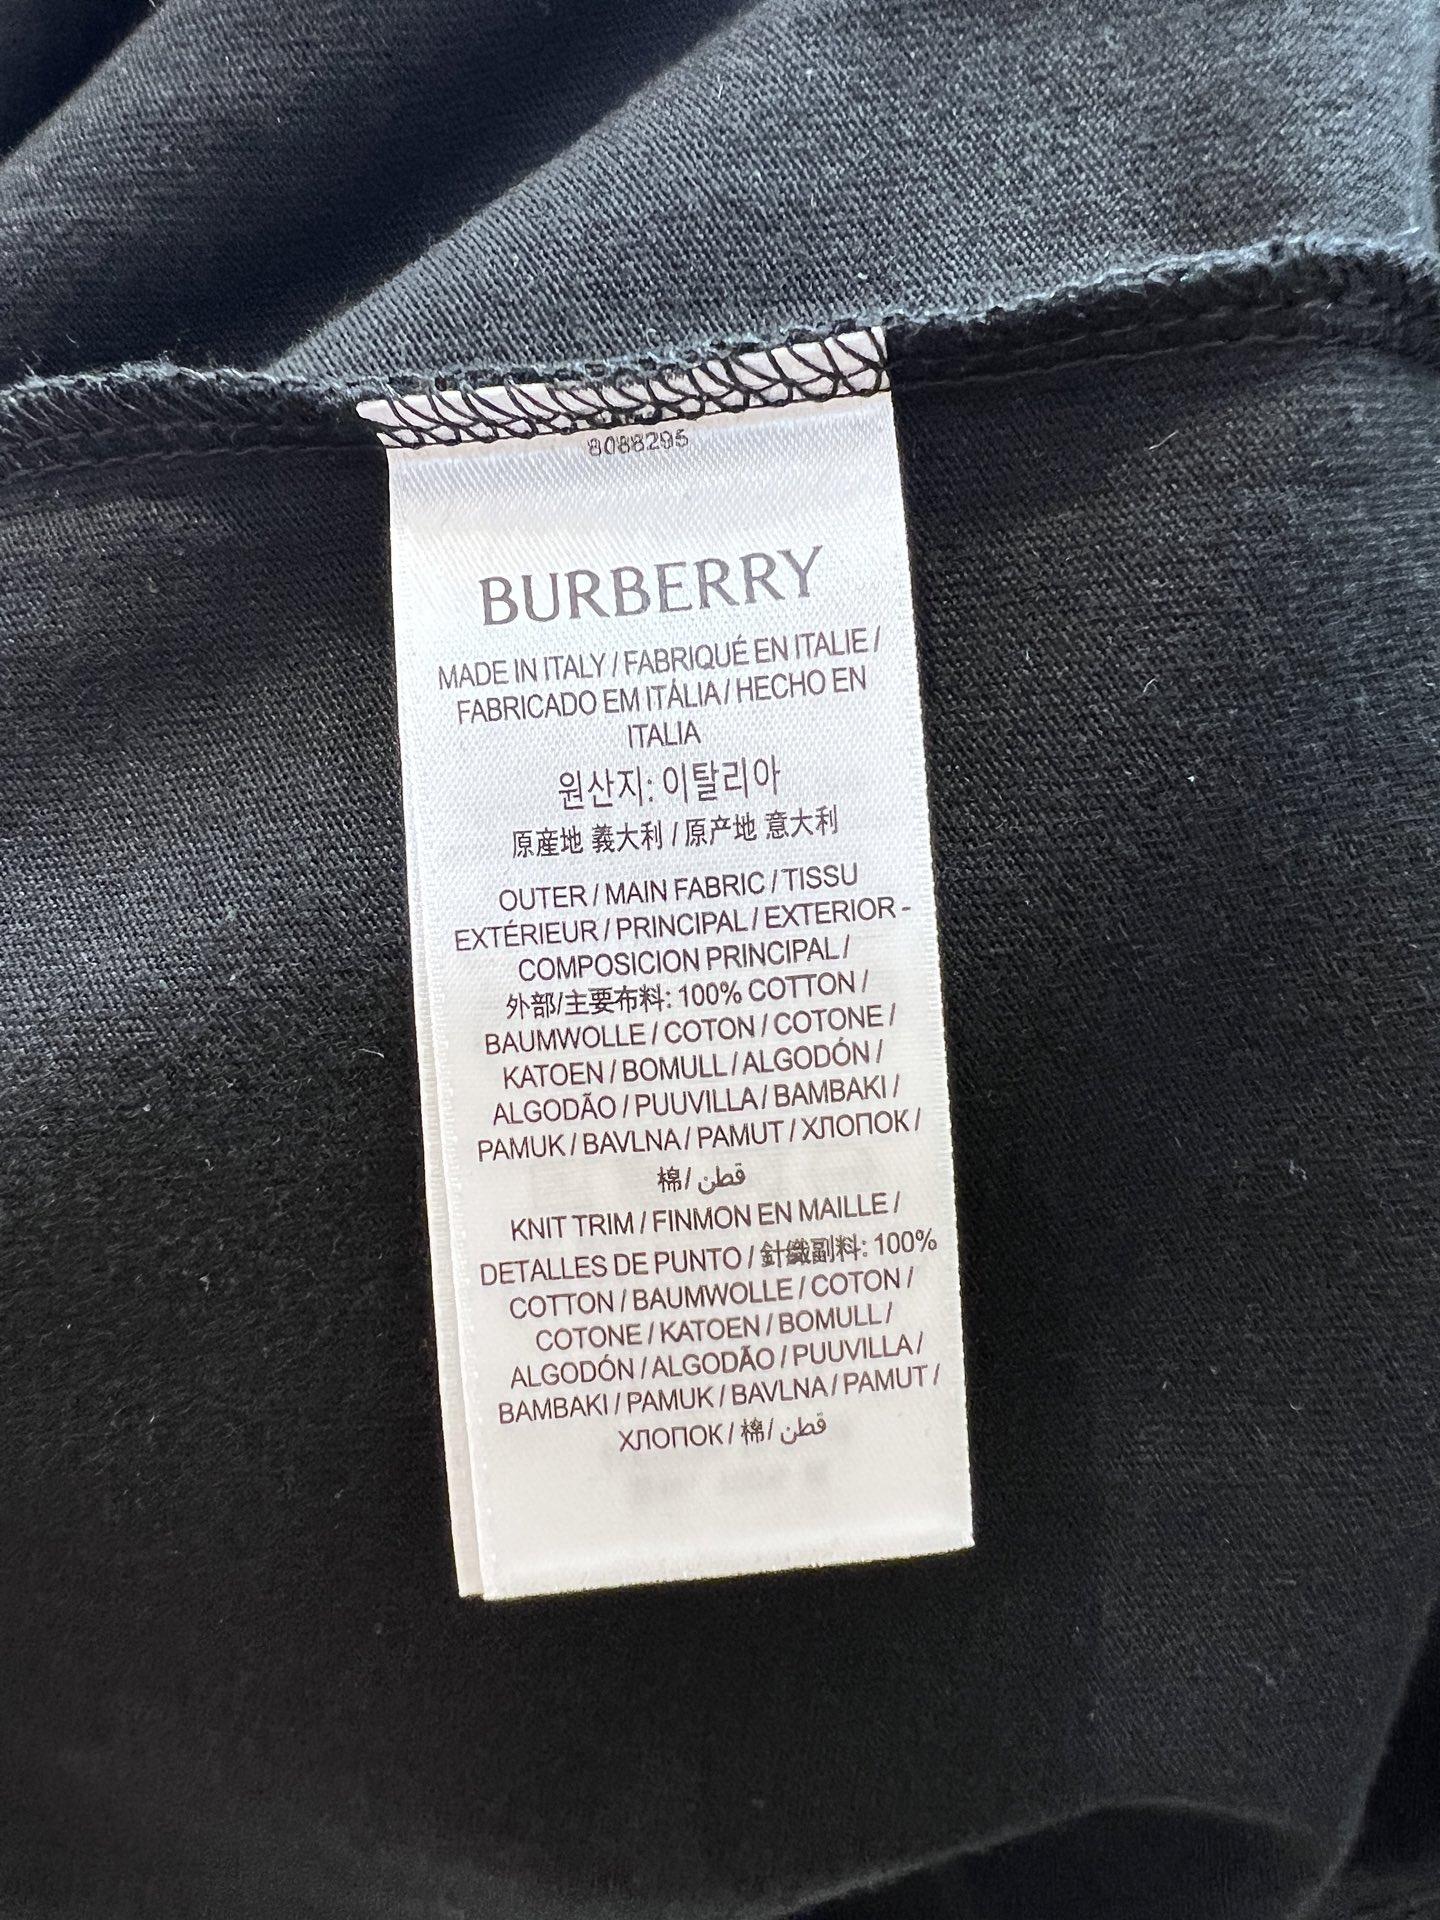 8088295
BURBERRY
MADE IN ITALY / FABRIQUÉ EN ITALIE /
FABRICADO EM ITÁLIA / HECHO EN
ITALIA
원산지: 이탈리아
原産地 義大利 / 原产地 意大利
OUTER / MAIN FABRIC / TISSU
EXTÉRIEUR / PRINCIPAL / EXTERIOR -
COMPOSICION PRINCIPAL /
外部/主要布料: 100% COTTON /
BAUMWOLLE / COTON / COTONE /
KATOEN / BOMULL / ALGODÓN /
ALGODÃO / PUUVILLA / BAMBAKI /
PAMUK / BAVLNA / PAMUT / ХЛОПОК /
棉/ قطن
KNIT TRIM / FINMON EN MAILLE /
DETALLES DE PUNTO / 針織副料: 100%
COTTON / BAUMWOLLE / COTON /
COTONE / KATOEN / BOMULL /
ALGODÓN / ALGODÃO / PUUVILLA /
BAMBAKI / PAMUK / BAVLNA / PAMUT /
ХЛОПОК / 棉/ قطن